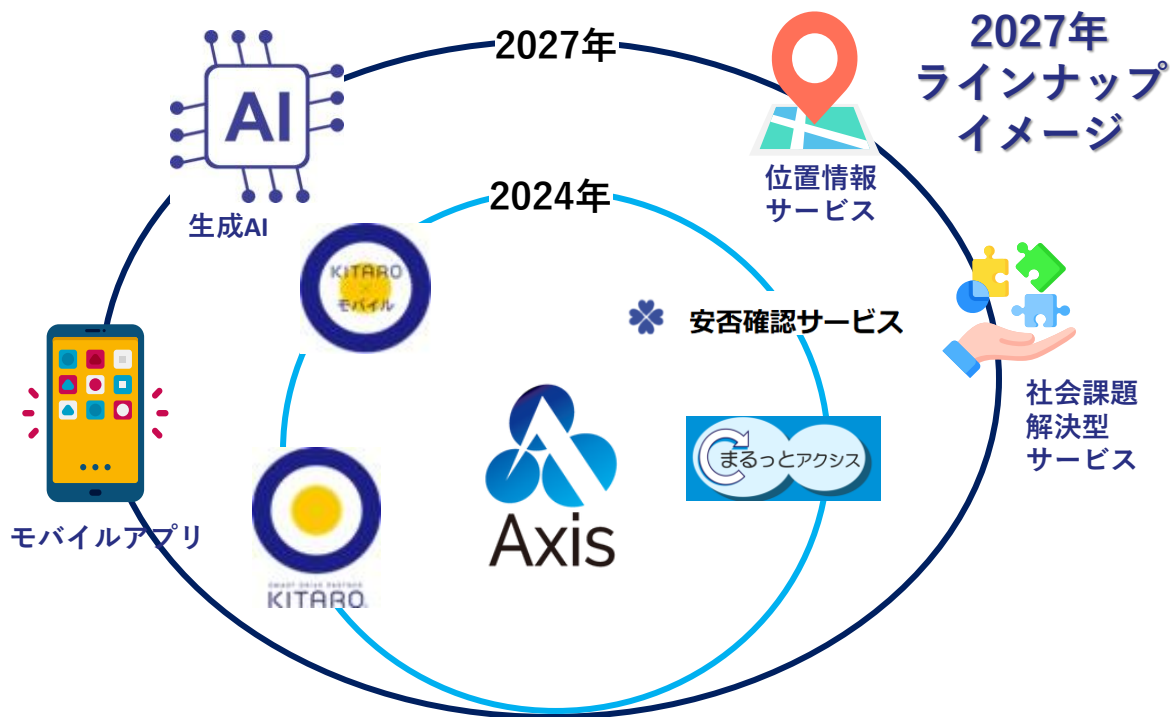 2027年
2027年
ラインナップ
イメージ
AI
生成AI
位置情報
サービス
2024年
KITARO
×
モバイル
安否確認サービス
社会課題
解決型
サービス
まるっとアクシス
モバイルアプリ
Axis
SMART DRIVE PARTNER
KITARO